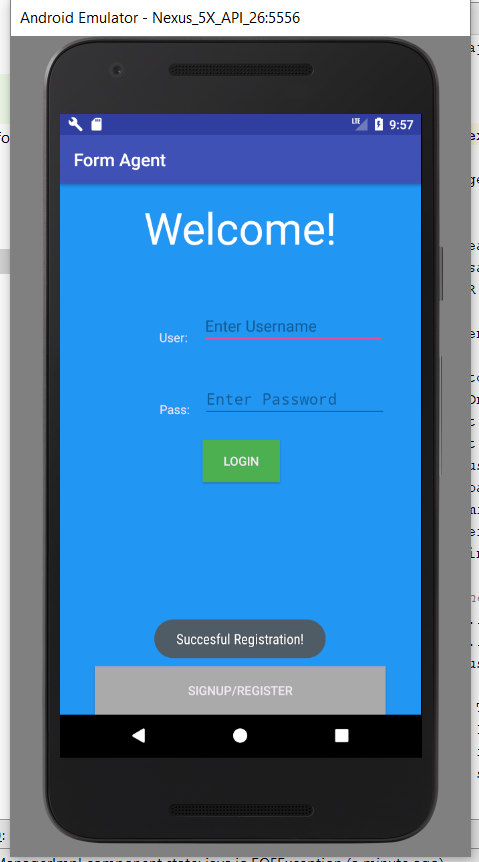 Android Emulator - Nexus_5X_API_26:5556
LTE 9:57
Form Agent
Welcome!
User: Enter Username
Pass: Enter Password
LOGIN
Succesful Registration!
SIGNUP/REGISTER